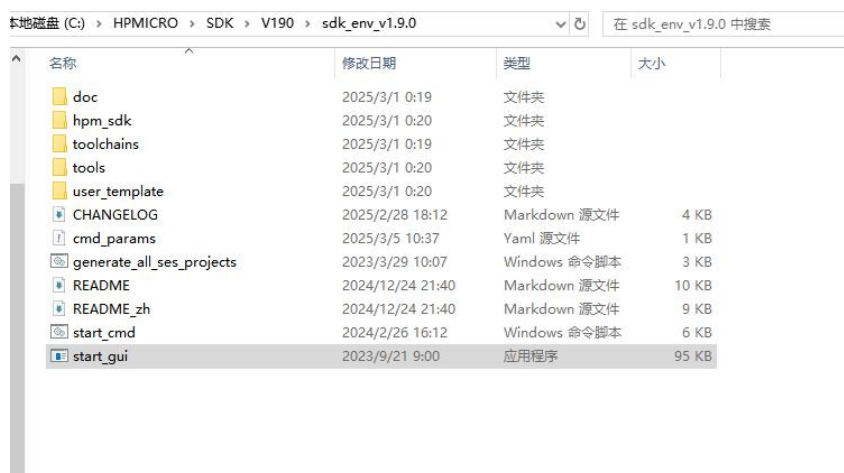 本地磁盘 (C:) › HPMICRO › SDK › V190 › sdk_env_v1.9.0 在 sdk_env_v1.9.0 中搜索
名称 修改日期 类型 大小
doc 2025/3/1 0:19 文件夹
hpm_sdk 2025/3/1 0:20 文件夹
toolchains 2025/3/1 0:19 文件夹
tools 2025/3/1 0:20 文件夹
user_template 2025/3/1 0:20 文件夹
CHANGELOG 2025/2/28 18:12 Markdown 源文件 4 KB
cmd_params 2025/3/5 10:37 Yaml 源文件 1 KB
generate_all_ses_projects 2023/3/29 10:07 Windows 命令脚本 3 KB
README 2024/12/24 21:40 Markdown 源文件 10 KB
README_zh 2024/12/24 21:40 Markdown 源文件 9 KB
start_cmd 2024/2/26 16:12 Windows 命令脚本 6 KB
start_gui 2023/9/21 9:00 应用程序 95 KB